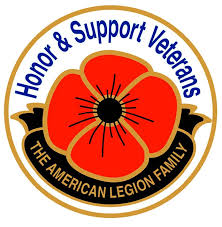 Honor & Support Veterans
THE AMERICAN LEGION FAMILY